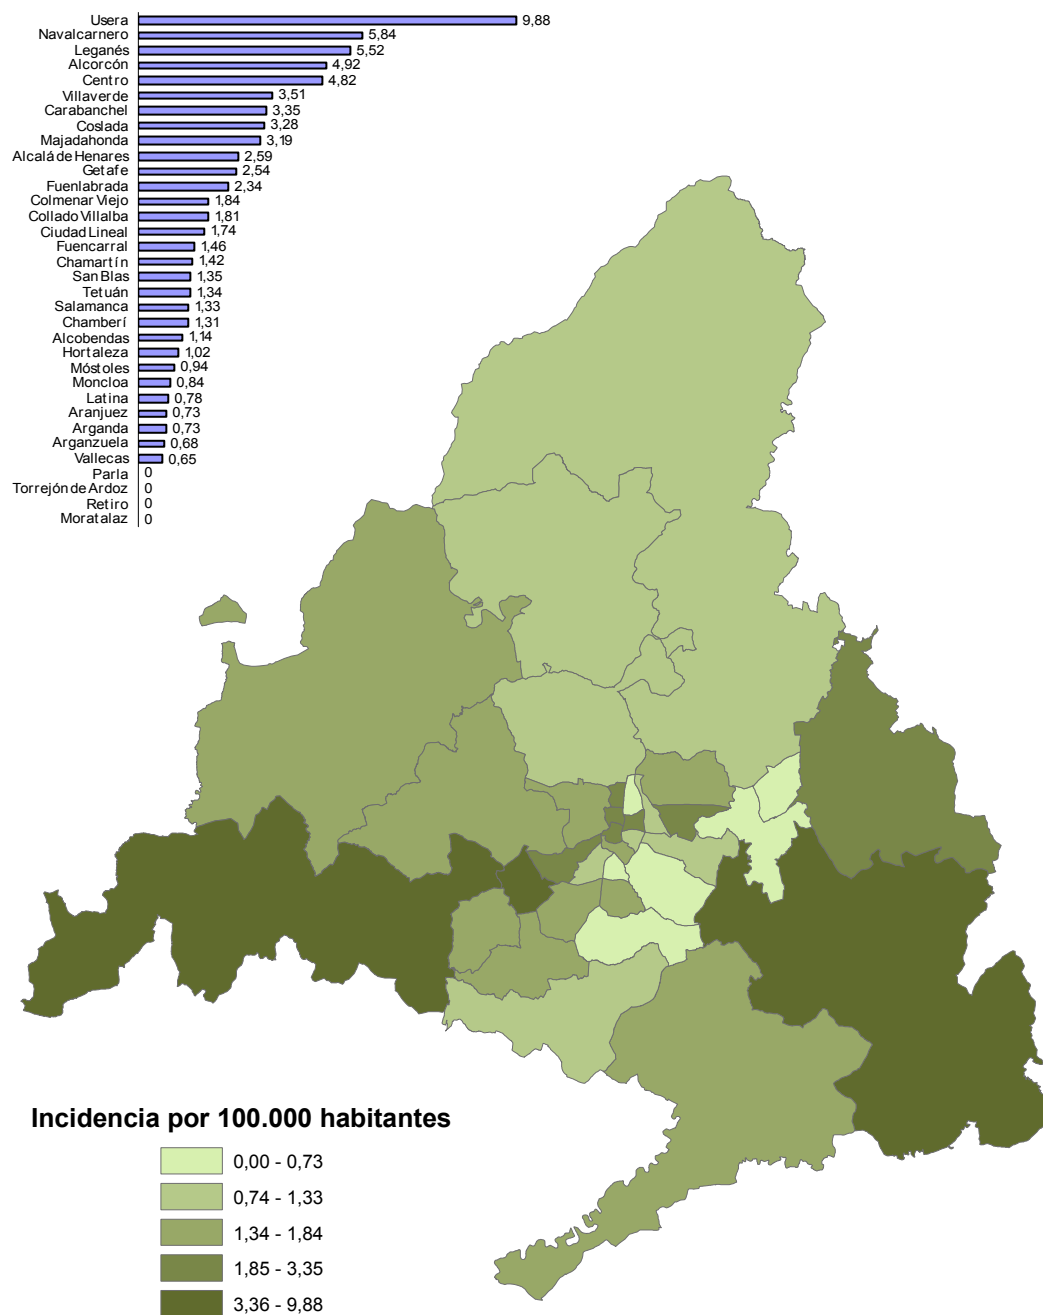 Usera 9,88
Navalcarnero 5,84
Leganés 5,52
Alcorcón 4,92
Centro 4,82
Villaverde 3,51
Carabanchel 3,35
Coslada 3,28
Majadahonda 3,19
Alcalá de Henares 2,59
Getafe 2,54
Fuenlabrada 2,34
Colmenar Viejo 1,84
Collado Villalba 1,81
Ciudad Lineal 1,74
Fuencarral 1,46
Chamartín 1,42
San Blas 1,35
Tetuán 1,34
Salamanca 1,33
Chamberí 1,31
Alcobendas 1,14
Hortaleza 1,02
Móstoles 0,94
Moncloa 0,84
Latina 0,78
Aranjuez 0,73
Arganda 0,73
Arganzuela 0,68
Vallecas 0,65
Parla 0
Torrejón de Ardoz 0
Retiro 0
Moratalaz 0
Incidencia por 100.000 habitantes
0,00 - 0,73
0,74 - 1,33
1,34 - 1,84
1,85 - 3,35
3,36 - 9,88